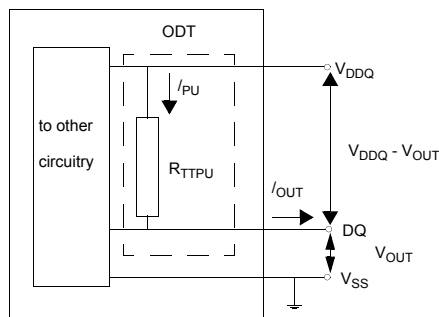 ODT
V_DDQ
I_PU
to other
circuitry
V_DDQ - V_OUT
R_TTPU
I_OUT
DQ
V_OUT
V_SS